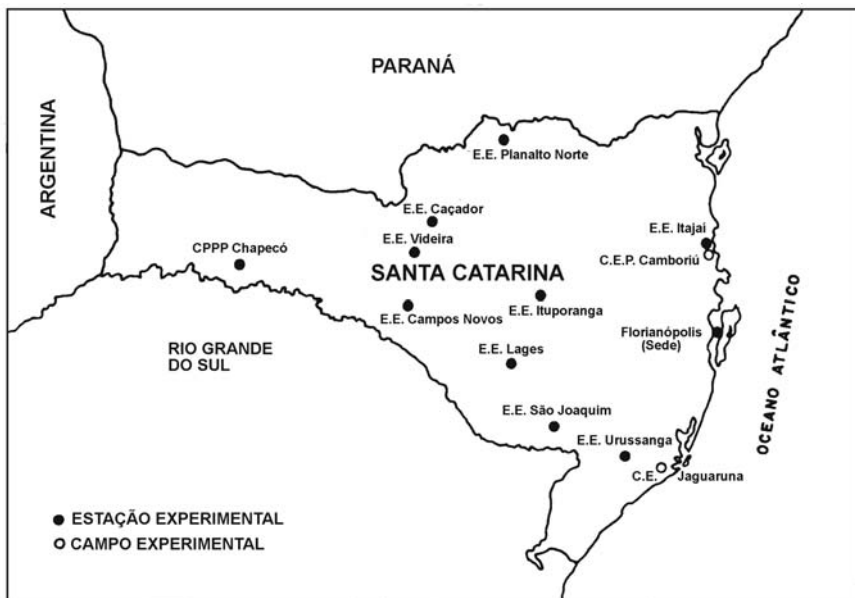 PARANÁ
ARGENTINA
E.E. Planalto Norte
E.E. Caçador
E.E. Itajaí
E.E. Videira
CPPP Chapecó
C.E.P. Camboriú
SANTA CATARINA
E.E. Campos Novos
E.E. Ituporanga
Florianópolis
(Sede)
OCEANO ATLÂNTICO
RIO GRANDE
DO SUL
E.E. Lages
E.E. São Joaquim
E.E. Urussanga
C.E. Jaguaruna
ESTAÇÃO EXPERIMENTAL
CAMPO EXPERIMENTAL